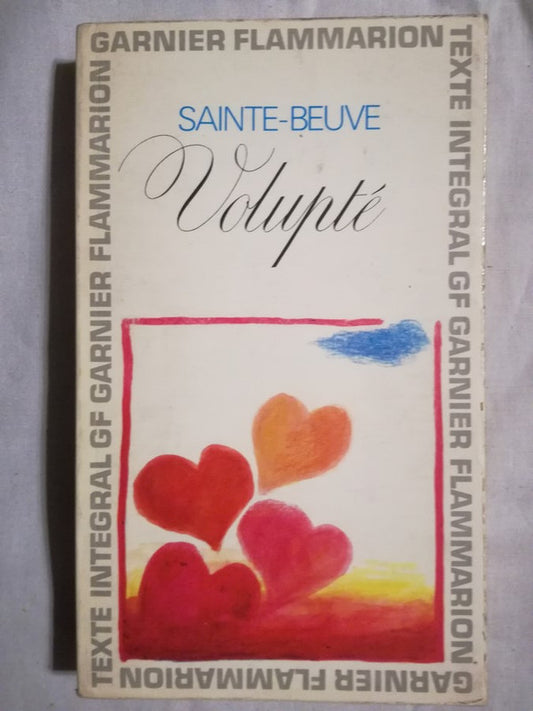 GARNIER FLAMMARION
TEXTE INTEGRAL GF GARNIER FLAMMARION
SAINTE-BEUVE
Volupté
TEXTE INTEGRAL GF GARNIER FLAMMARION
GARNIER FLAMMARION